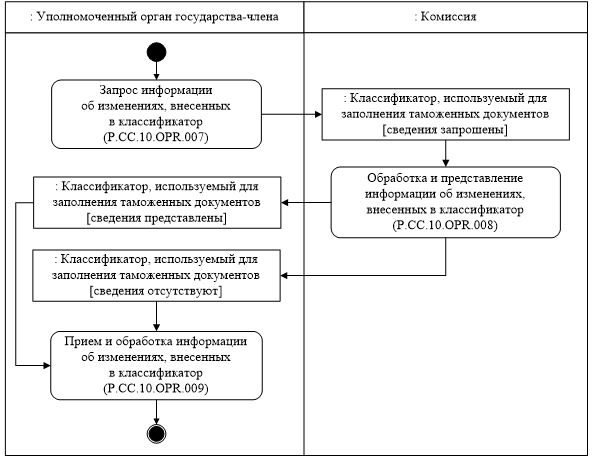 : Уполномоченный орган государства-члена
: Комиссия
Запрос информации
об изменениях, внесенных
в классификатор
(P.CC.10.OPR.007)
: Классификатор, используемый для
заполнения таможенных документов
[сведения запрошены]
Обработка и представление
информации об изменениях,
внесенных в классификатор
(P.CC.10.OPR.008)
: Классификатор, используемый для
заполнения таможенных документов
[сведения представлены]
: Классификатор, используемый для
заполнения таможенных документов
[сведения отсутствуют]
Прием и обработка информации
об изменениях, внесенных
в классификатор
(P.CC.10.OPR.009)